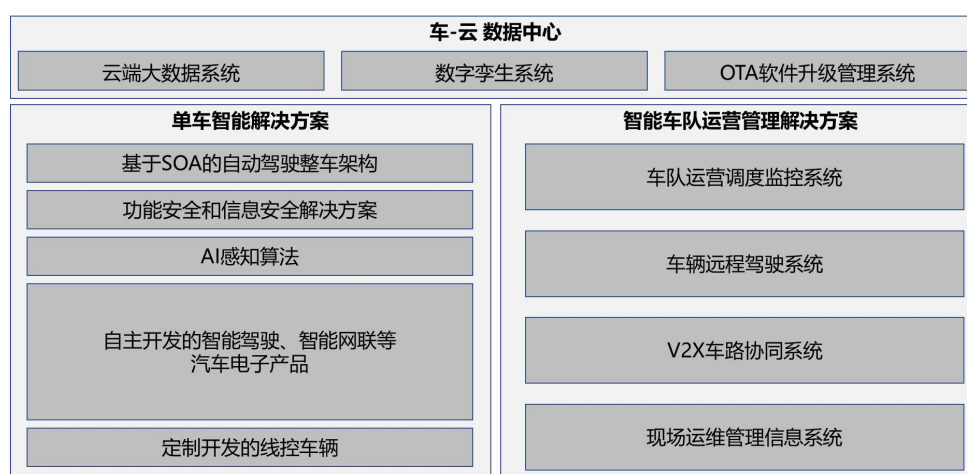 车-云 数据中心
云端大数据系统
数字孪生系统
OTA软件升级管理系统
单车智能解决方案
基于SOA的自动驾驶整车架构
功能安全和信息安全解决方案
AI感知算法
自主开发的智能驾驶、智能网联等
汽车电子产品
定制开发的线控车辆
智能车队运营管理解决方案
车队运营调度监控系统
车辆远程驾驶系统
V2X车路协同系统
现场运维管理信息系统